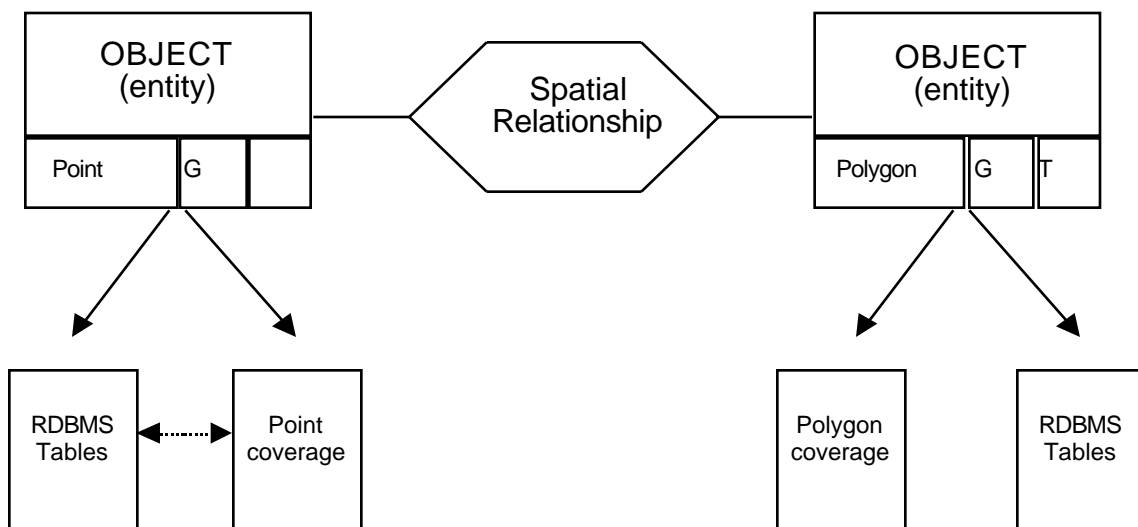 OBJECT
(entity)
Point
G
Spatial
Relationship
OBJECT
(entity)
Polygon
G
T
RDBMS
Tables
Point
coverage
Polygon
coverage
RDBMS
Tables